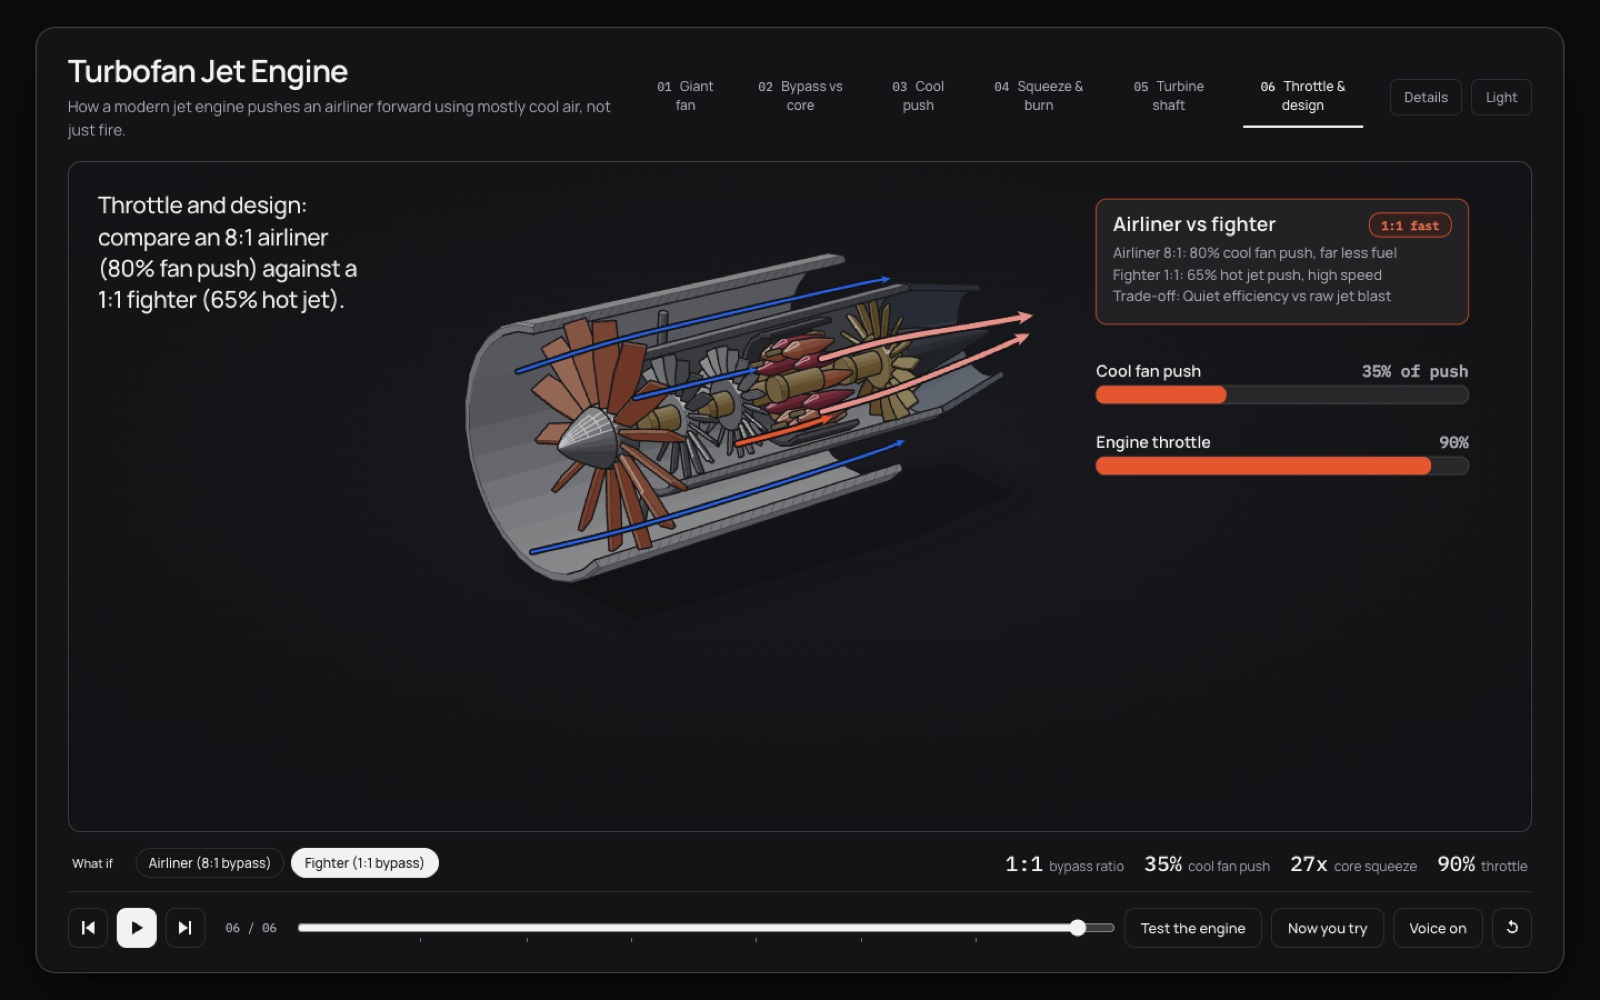 Turbofan Jet Engine
How a modern jet engine pushes an airliner forward using mostly cool air, not
just fire.
01 Giant
fan
02 Bypass vs
core
03 Cool
push
04 Squeeze &
burn
05 Turbine
shaft
06 Throttle &
design
Details
Light
Throttle and design:
compare an 8:1 airliner
(80% fan push) against a
1:1 fighter (65% hot jet).
Airliner vs fighter
1:1 fast
Airliner 8:1: 80% cool fan push, far less fuel
Fighter 1:1: 65% hot jet push, high speed
Trade-off: Quiet efficiency vs raw jet blast
Cool fan push
35% of push
Engine throttle
90%
What if
Airliner (8:1 bypass)
Fighter (1:1 bypass)
1:1 bypass ratio
35% cool fan push
27x core squeeze
90% throttle
06 / 06
Test the engine
Now you try
Voice on